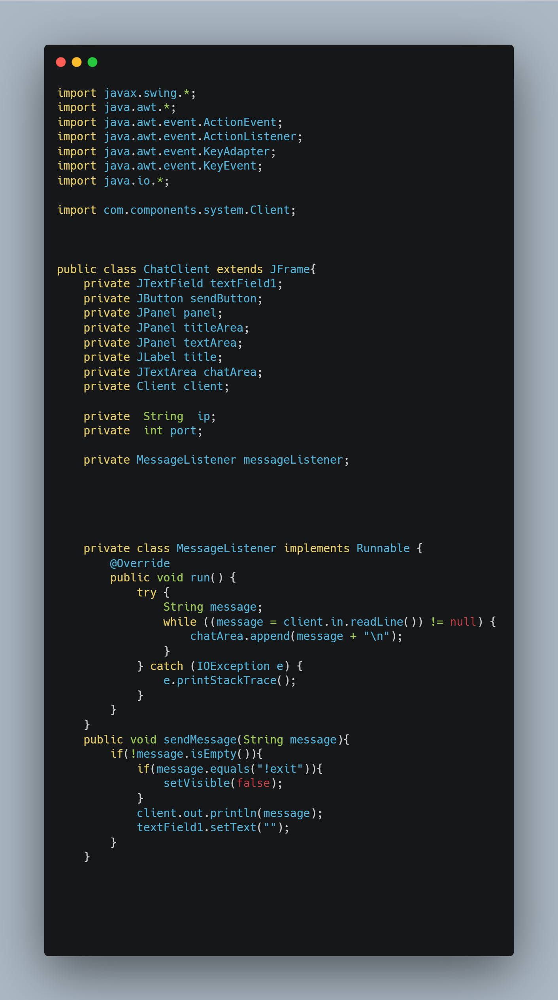 import javax.swing.*;
import java.awt.*;
import java.awt.event.ActionEvent;
import java.awt.event.ActionListener;
import java.awt.event.KeyAdapter;
import java.awt.event.KeyEvent;
import java.io.*;

import com.components.system.Client;

public class ChatClient extends JFrame{
    private JTextField textField1;
    private JButton sendButton;
    private JPanel panel;
    private JPanel titleArea;
    private JPanel textArea;
    private JLabel title;
    private JTextArea chatArea;
    private Client client;

    private  String  ip;
    private  int port;

    private MessageListener messageListener;

    private class MessageListener implements Runnable {
        @Override
        public void run() {
            try {
                String message;
                while ((message = client.in.readLine()) != null) {
                    chatArea.append(message + "\n");
                }
            } catch (IOException e) {
                e.printStackTrace();
            }
        }
    }
    public void sendMessage(String message){
        if(!message.isEmpty()){
            if(message.equals("!exit")){
                setVisible(false);
            }
            client.out.println(message);
            textField1.setText("");
        }
    }